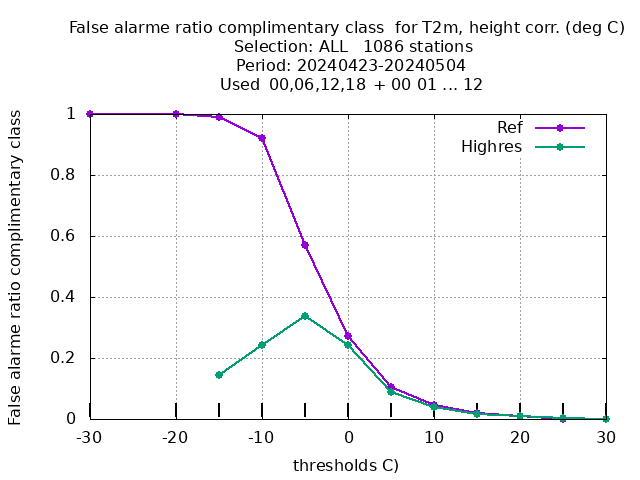 False alarme ratio complimentary class  for T2m, height corr. (deg C)
Selection: ALL   1086 stations
Period: 20240423-20240504
Used  00,06,12,18  + 00 01 ... 12
Ref
Highres
False alarme ratio complimentary class
1
0.8
0.6
0.4
0.2
0
-30 -20 -10 0 10 20 30
thresholds C)